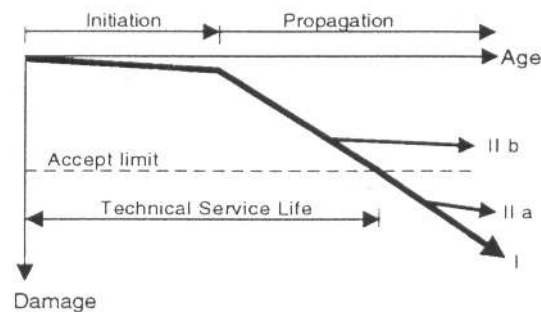 Initiation
Propagation
Age
II b
Accept limit
Technical Service Life
II a
I
Damage